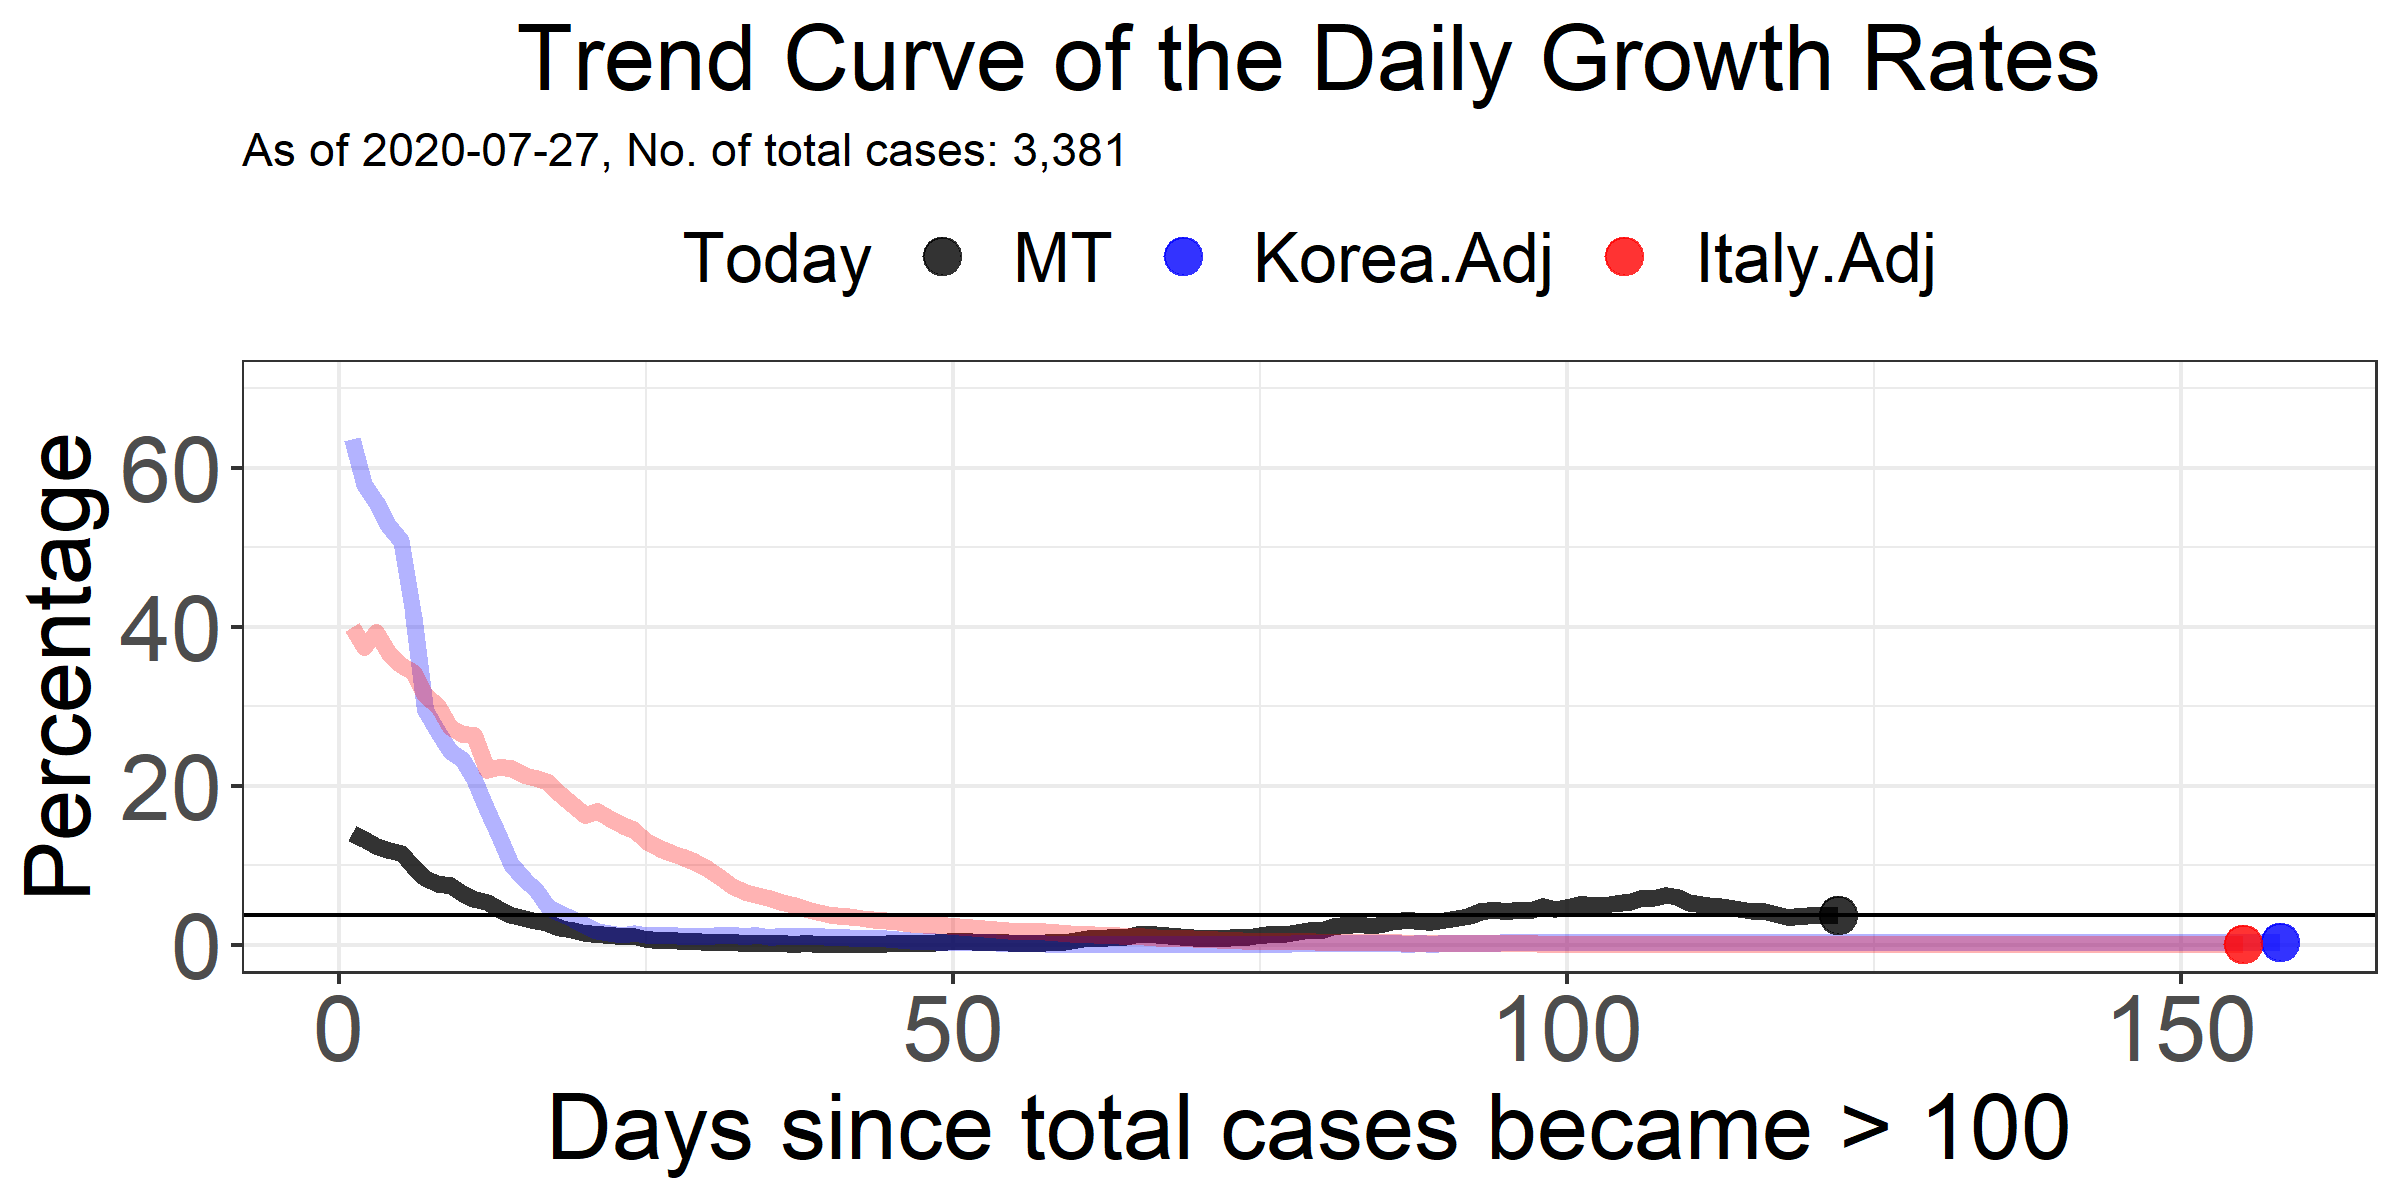 Trend Curve of the Daily Growth Rates
As of 2020-07-27, No. of total cases: 3,381
Today MT Korea.Adj Italy.Adj
Percentage
60
40
20
0
0 50 100 150
Days since total cases became > 100